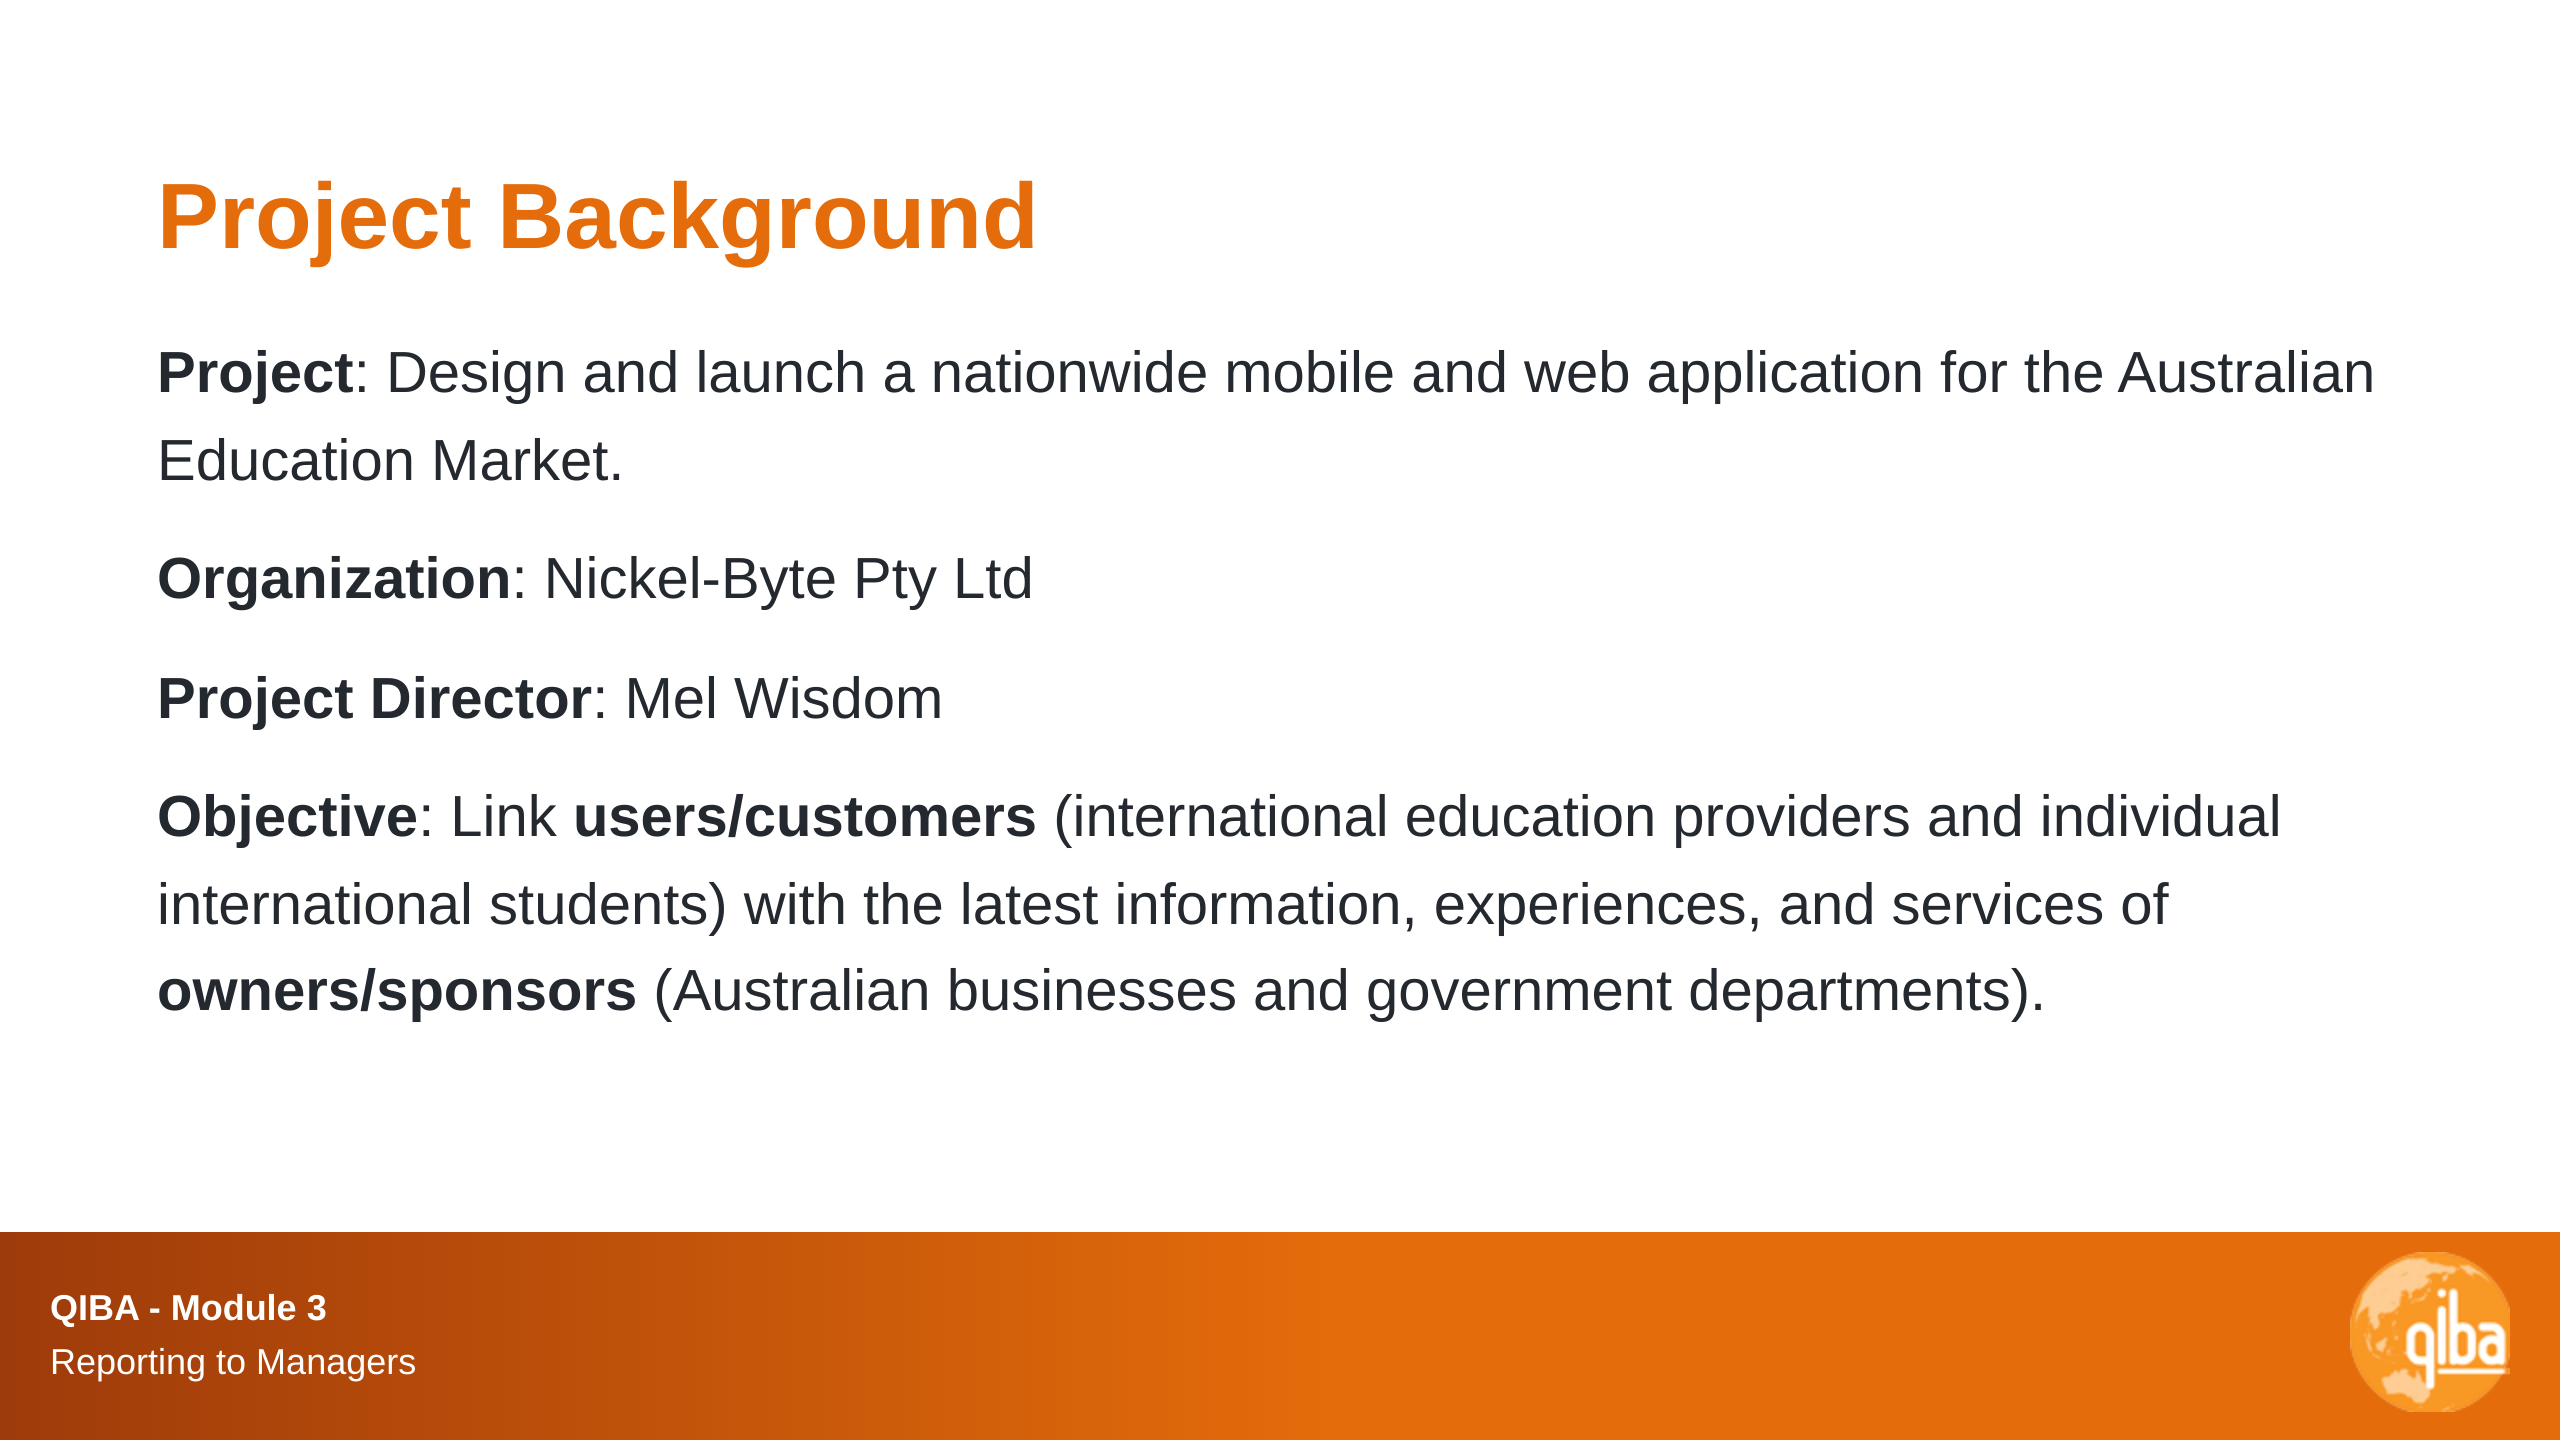 Project Background
Project: Design and launch a nationwide mobile and web application for the Australian
Education Market.
Organization: Nickel-Byte Pty Ltd
Project Director: Mel Wisdom
Objective: Link users/customers (international education providers and individual
international students) with the latest information, experiences, and services of
owners/sponsors (Australian businesses and government departments).
QIBA - Module 3
Reporting to Managers
qiba